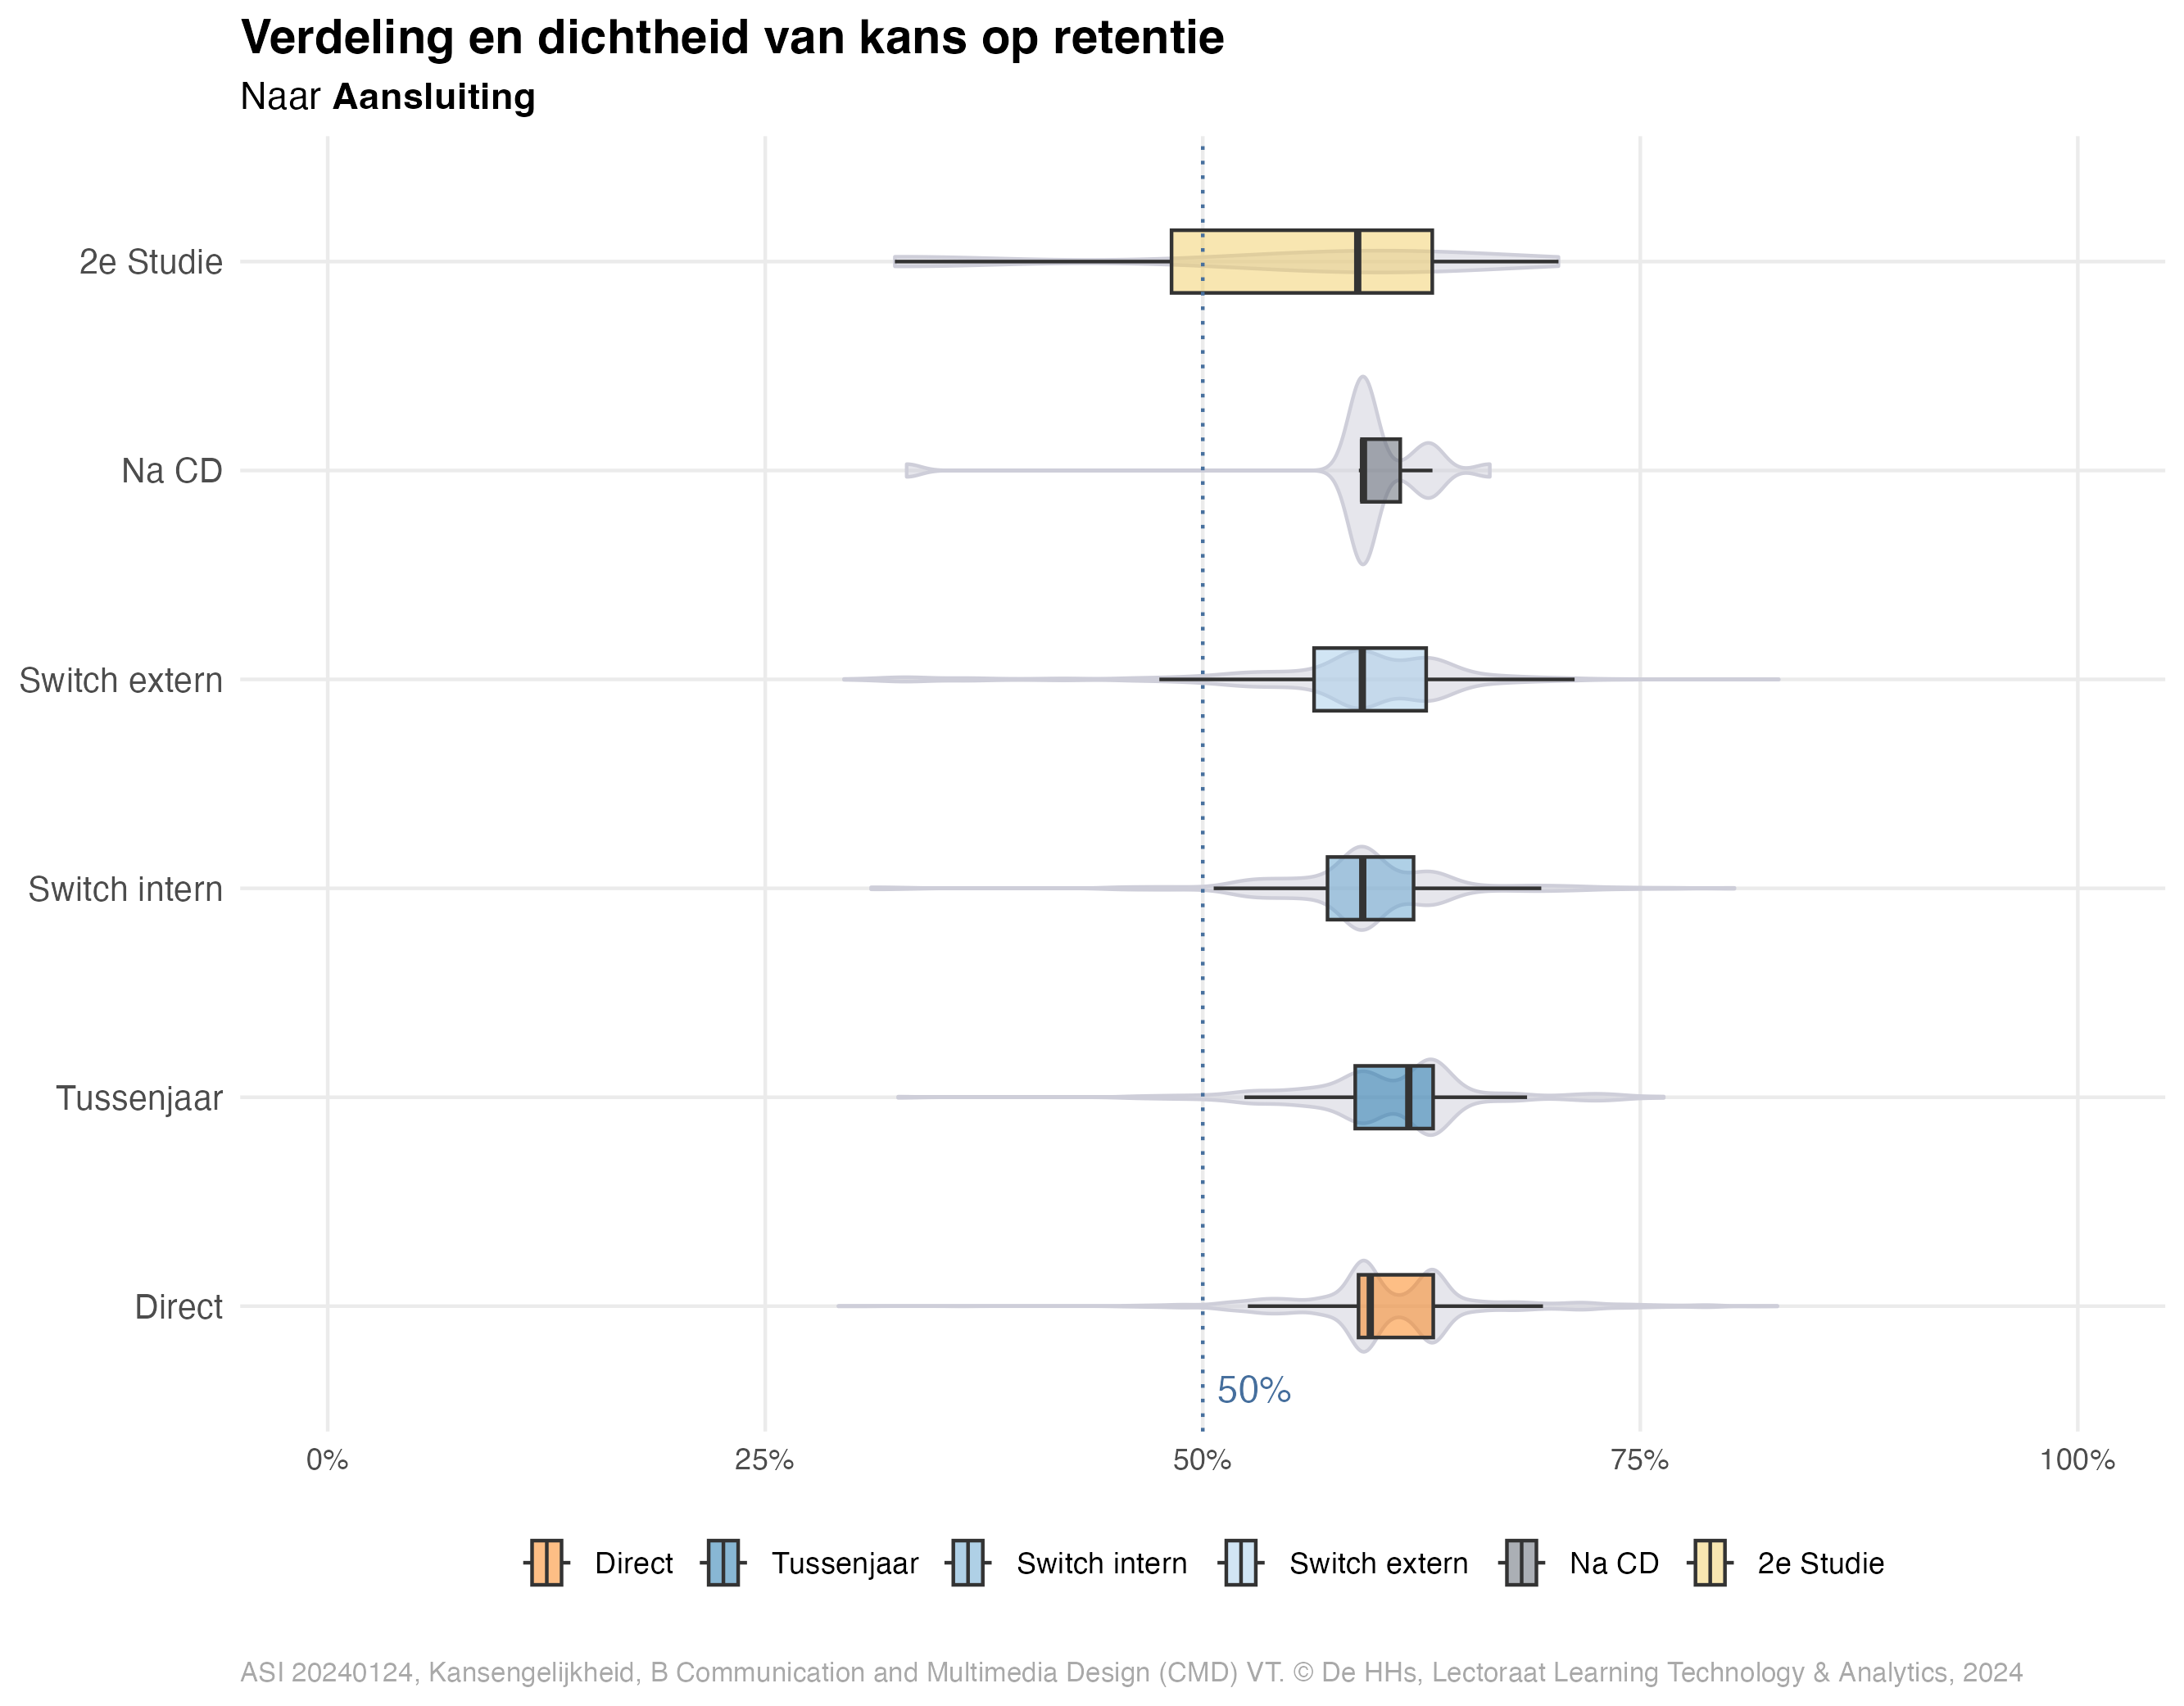 Verdeling en dichtheid van kans op retentie
Naar Aansluiting
2e Studie
Na CD
Switch extern
Switch intern
Tussenjaar
Direct
50%
0% 25% 50% 75% 100%
Direct Tussenjaar Switch intern Switch extern Na CD 2e Studie
ASI 20240124, Kansengelijkheid, B Communication and Multimedia Design (CMD) VT. © De HHs, Lectoraat Learning Technology & Analytics, 2024